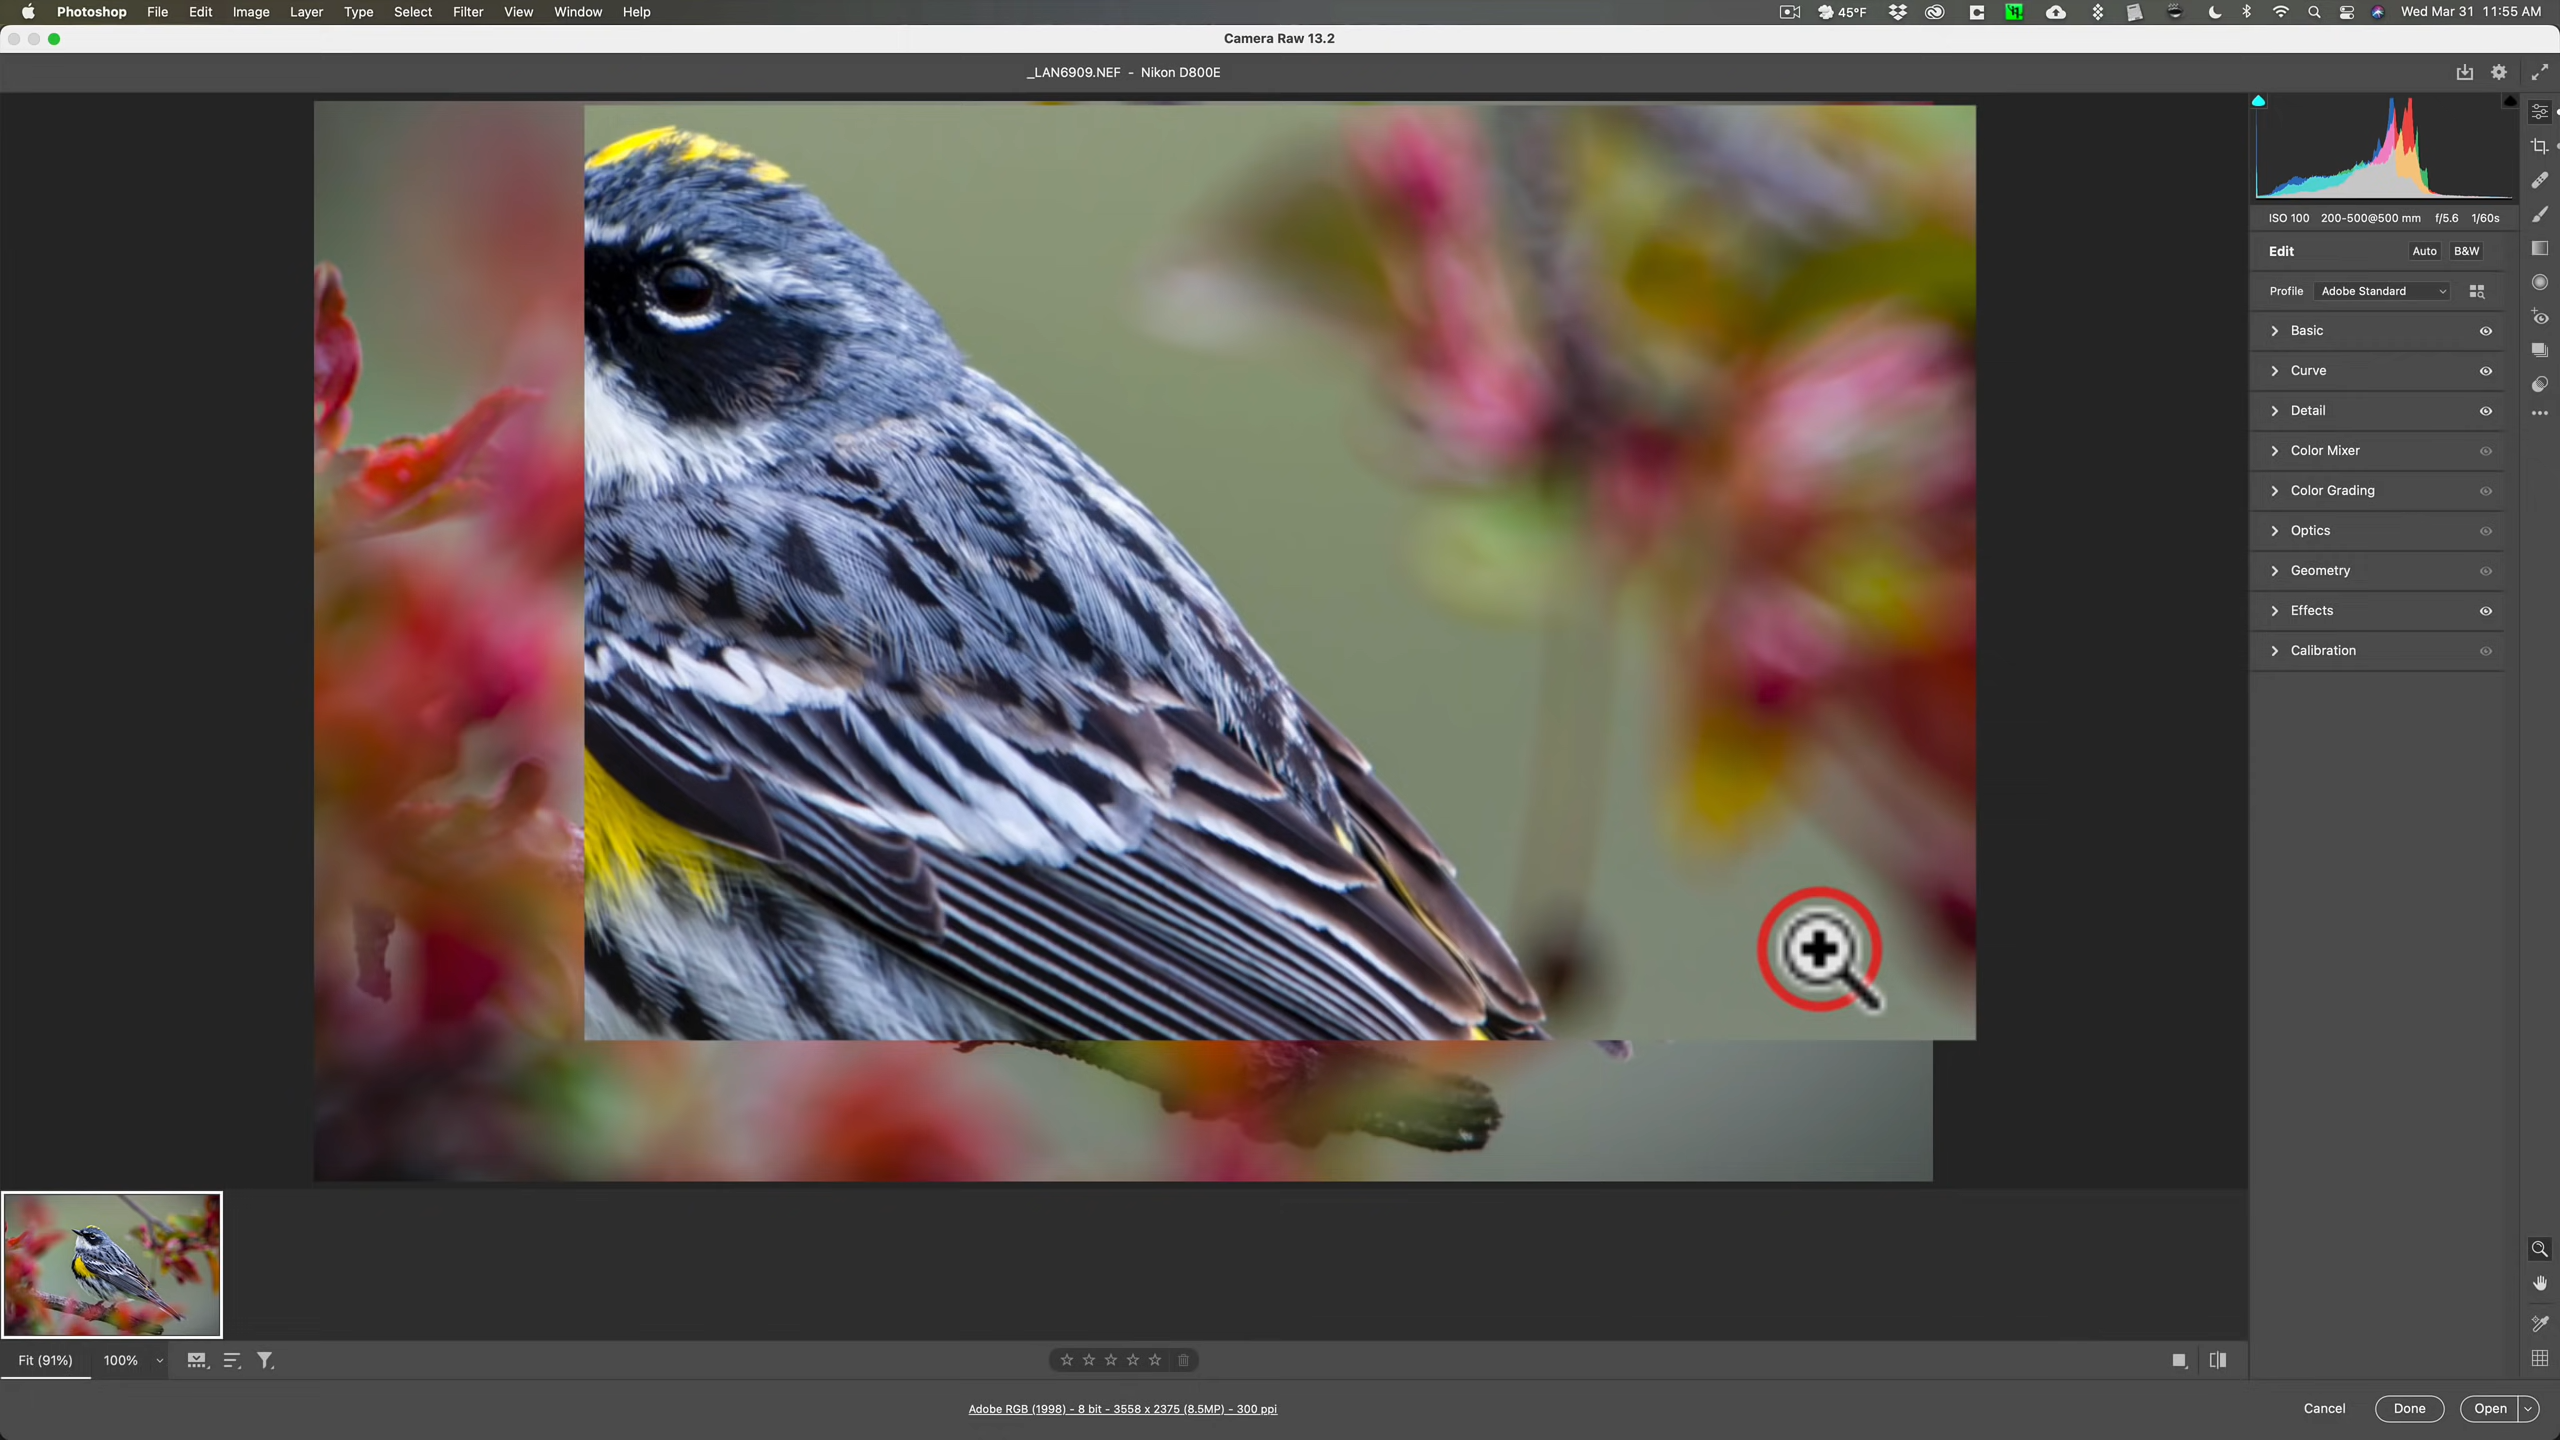 Photoshop File Edit Image Layer Type Select Filter View Window Help 45°F Wed Mar 31 11:55 AM
Camera Raw 13.2
_LAN6909.NEF - Nikon D800E
ISO 100 200-500@500 mm f/5.6 1/60s
Edit Auto B&W
Profile Adobe Standard
Basic
Curve
Detail
Color Mixer
Color Grading
Optics
Geometry
Effects
Calibration
Fit (91%) 100%
Adobe RGB (1998) - 8 bit - 3558 x 2375 (8.5MP) - 300 ppi
Cancel Done Open